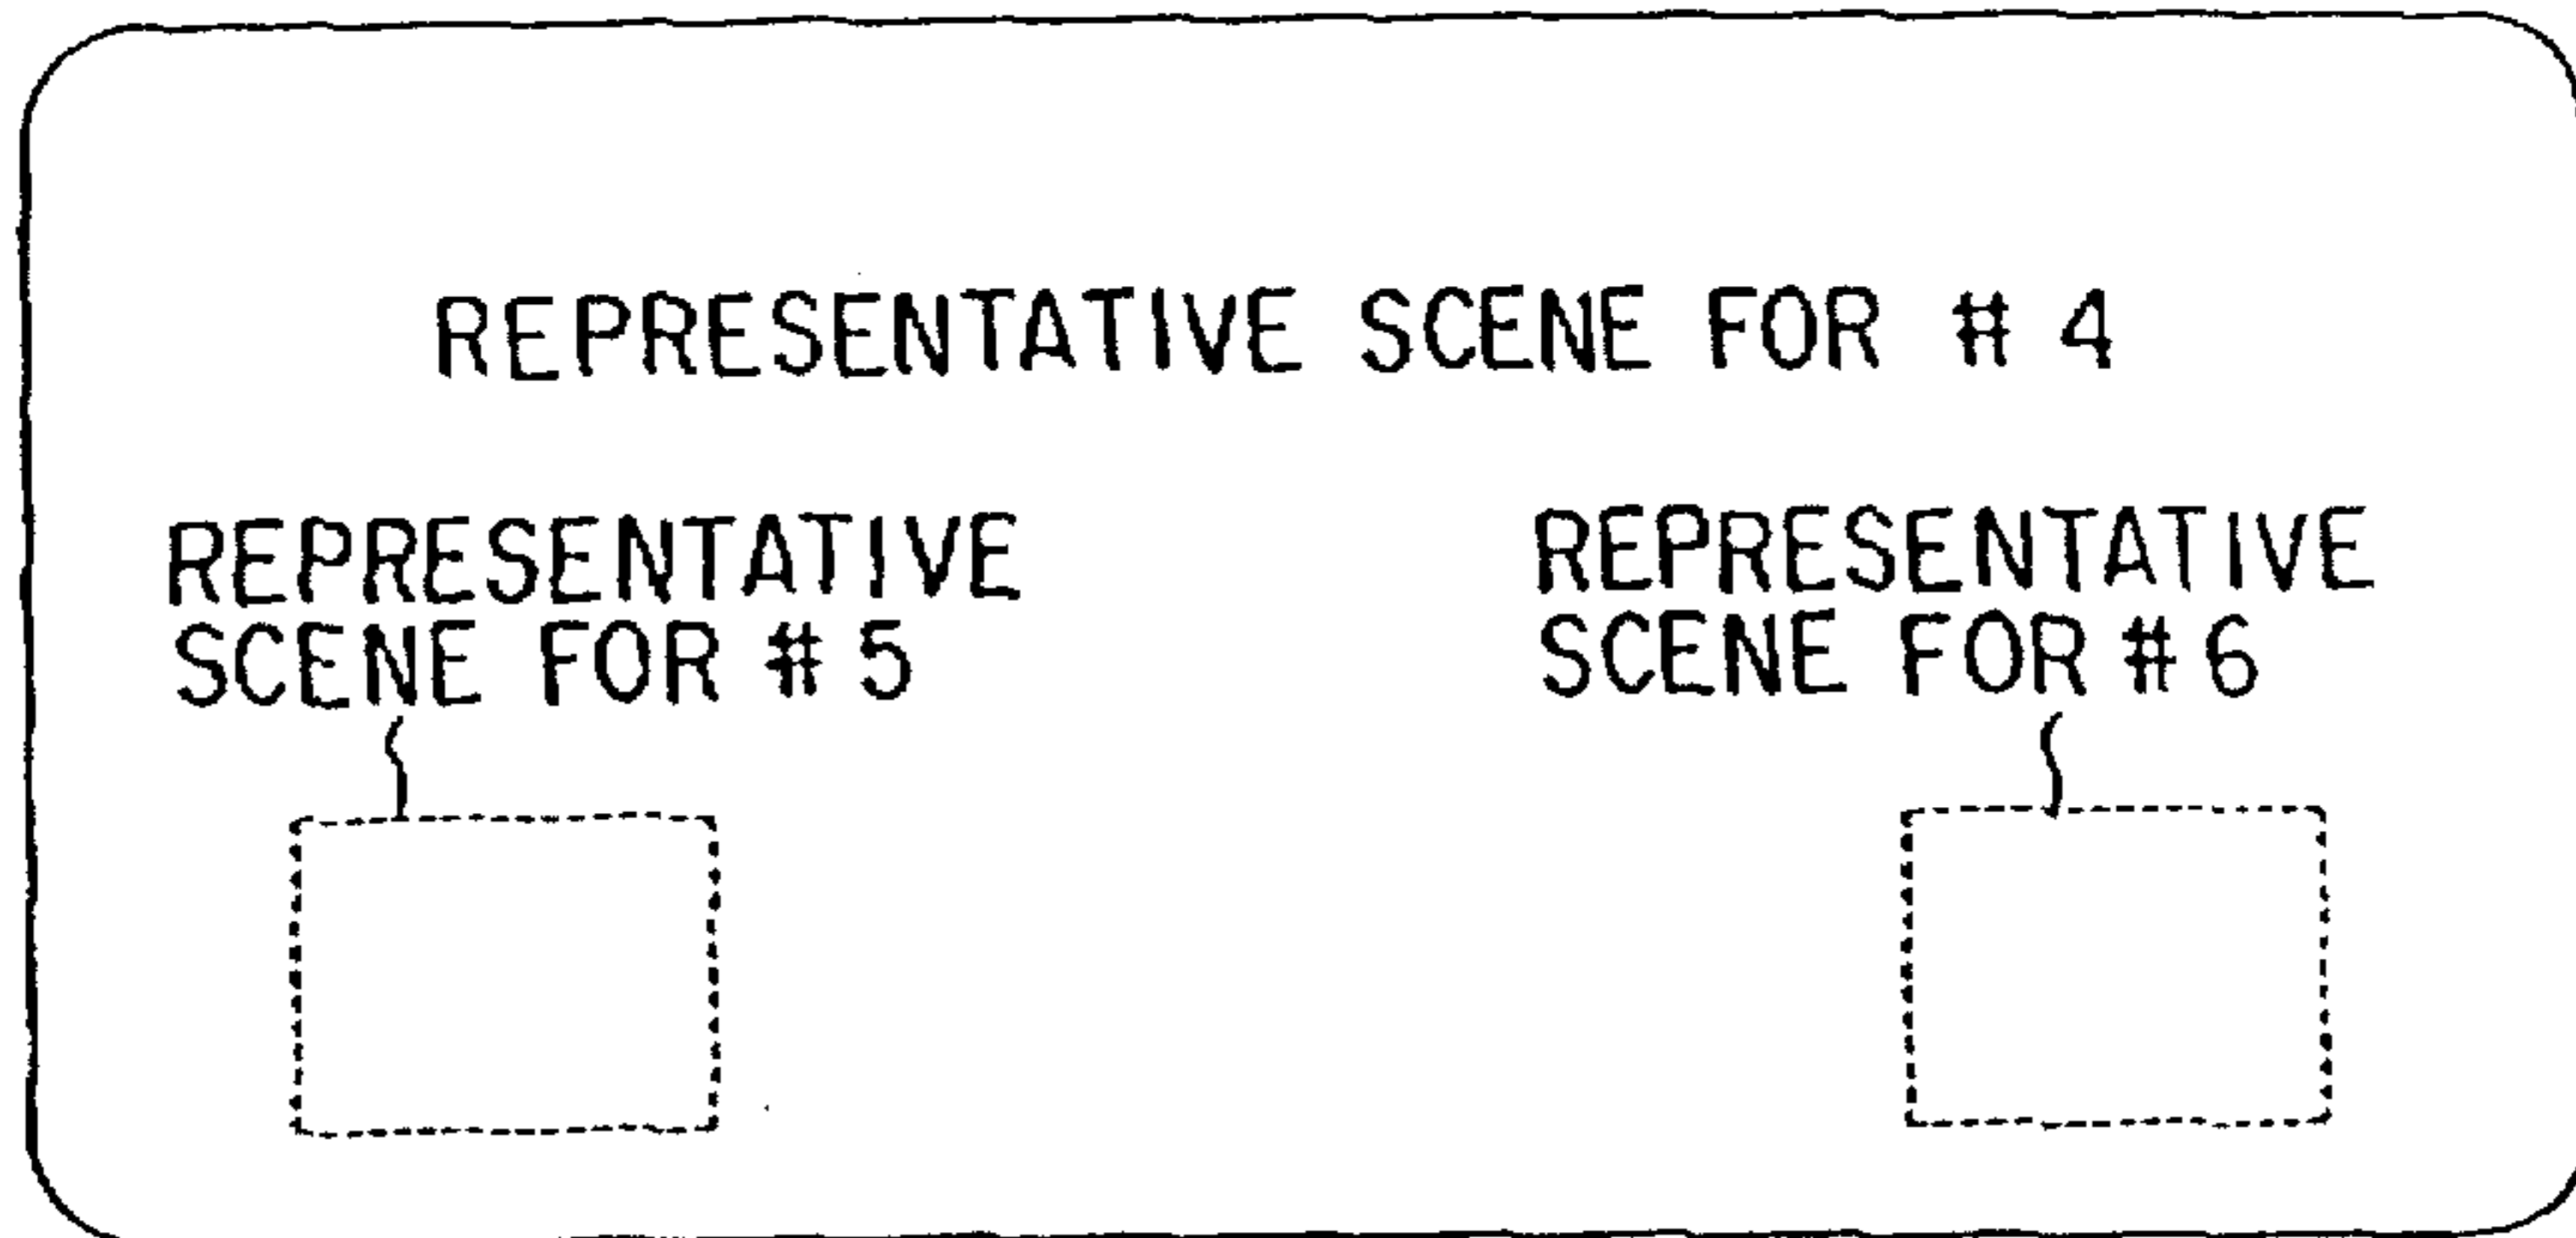 REPRESENTATIVE SCENE FOR # 4
REPRESENTATIVE
SCENE FOR # 5
REPRESENTATIVE
SCENE FOR # 6